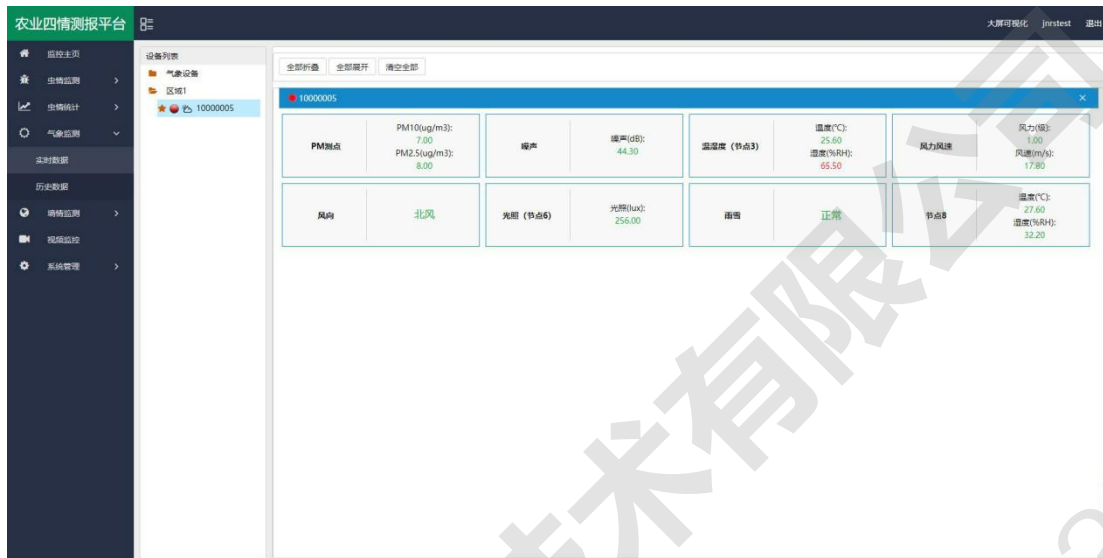 农业四情测报平台
大屏可视化 jnrstest 退出
监控主页
虫情监测
虫情统计
气象监测
实时数据
历史数据
墒情监测
视频监控
系统管理
设备列表
气象设备
区域1
10000005
全部折叠 全部展开 清空全部
10000005
PM测点
PM10(ug/m3):
7.00
PM2.5(ug/m3):
8.00
噪声
噪声(dB):
44.30
温湿度（节点3）
温度(℃):
25.60
湿度(%RH):
65.50
风力风速
风力(级):
1.00
风速(m/s):
17.80
风向
北风
光照（节点6）
光照(lux):
256.00
雨雪
正常
节点8
温度(℃):
27.60
湿度(%RH):
32.20
技术有限公司